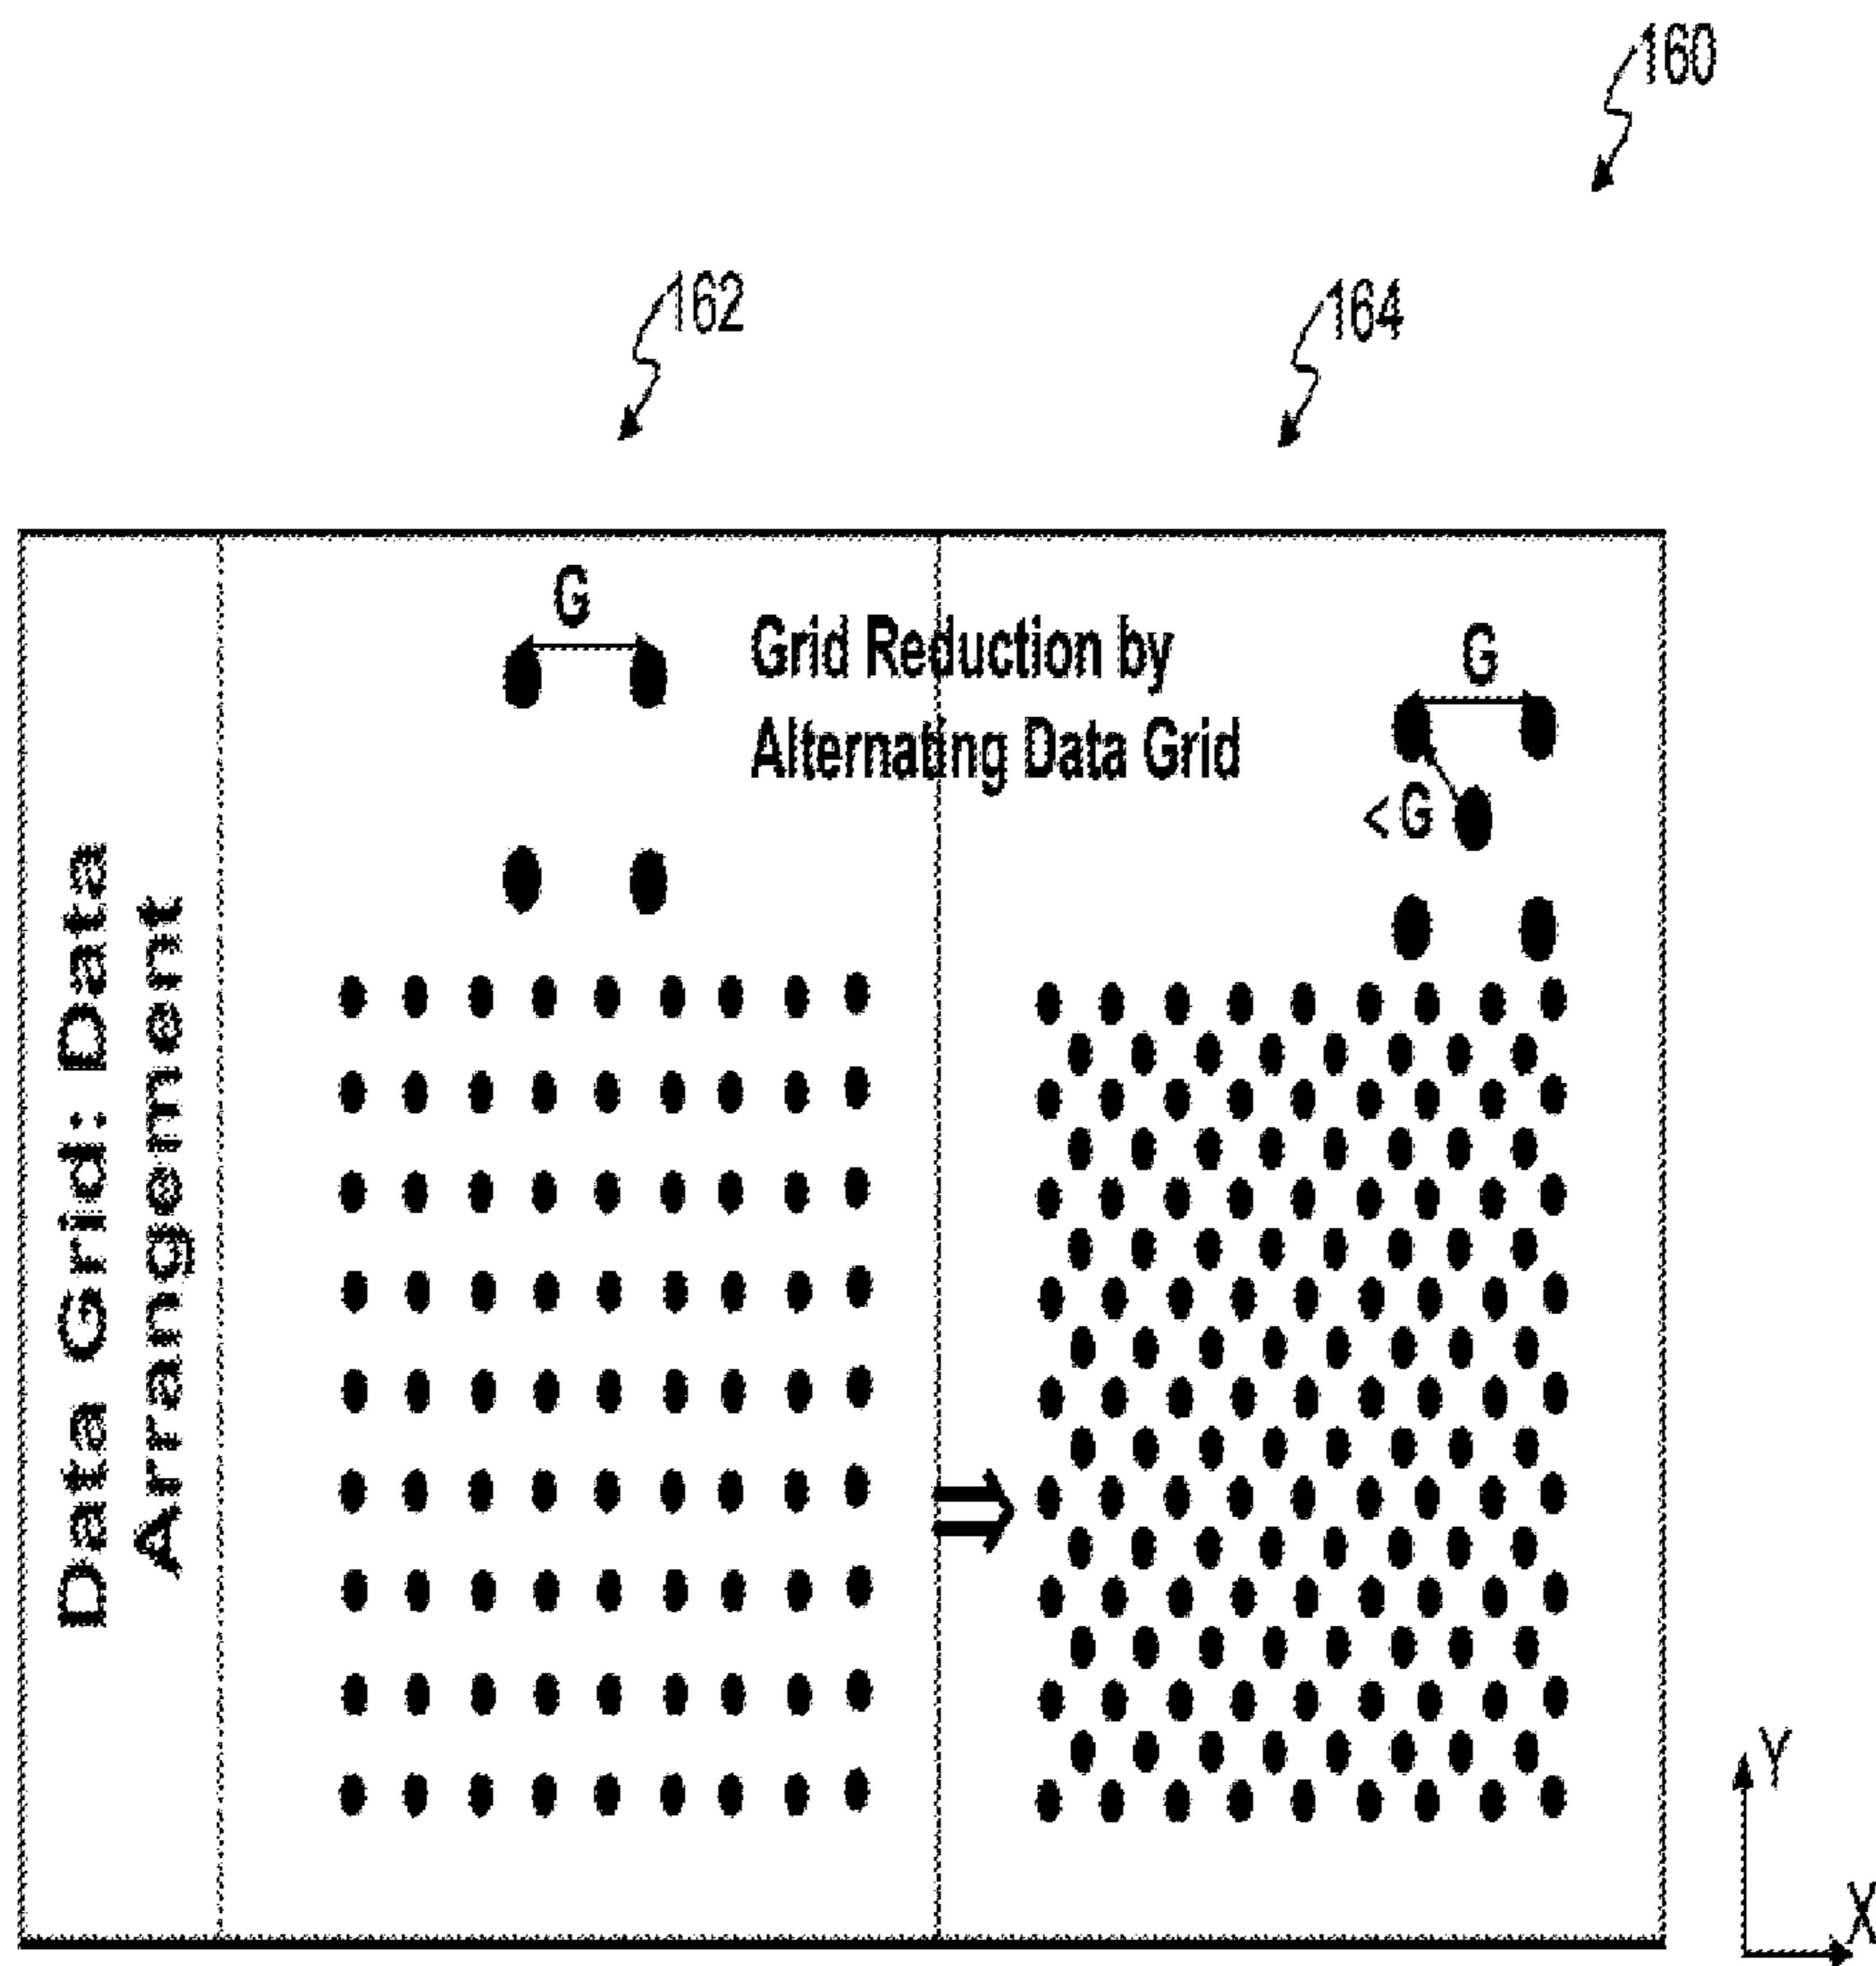 160
162
164
G
Grid Reduction by
Alternating Data Grid
G
<G
Data Grid: Data
Arrangement
Y
X